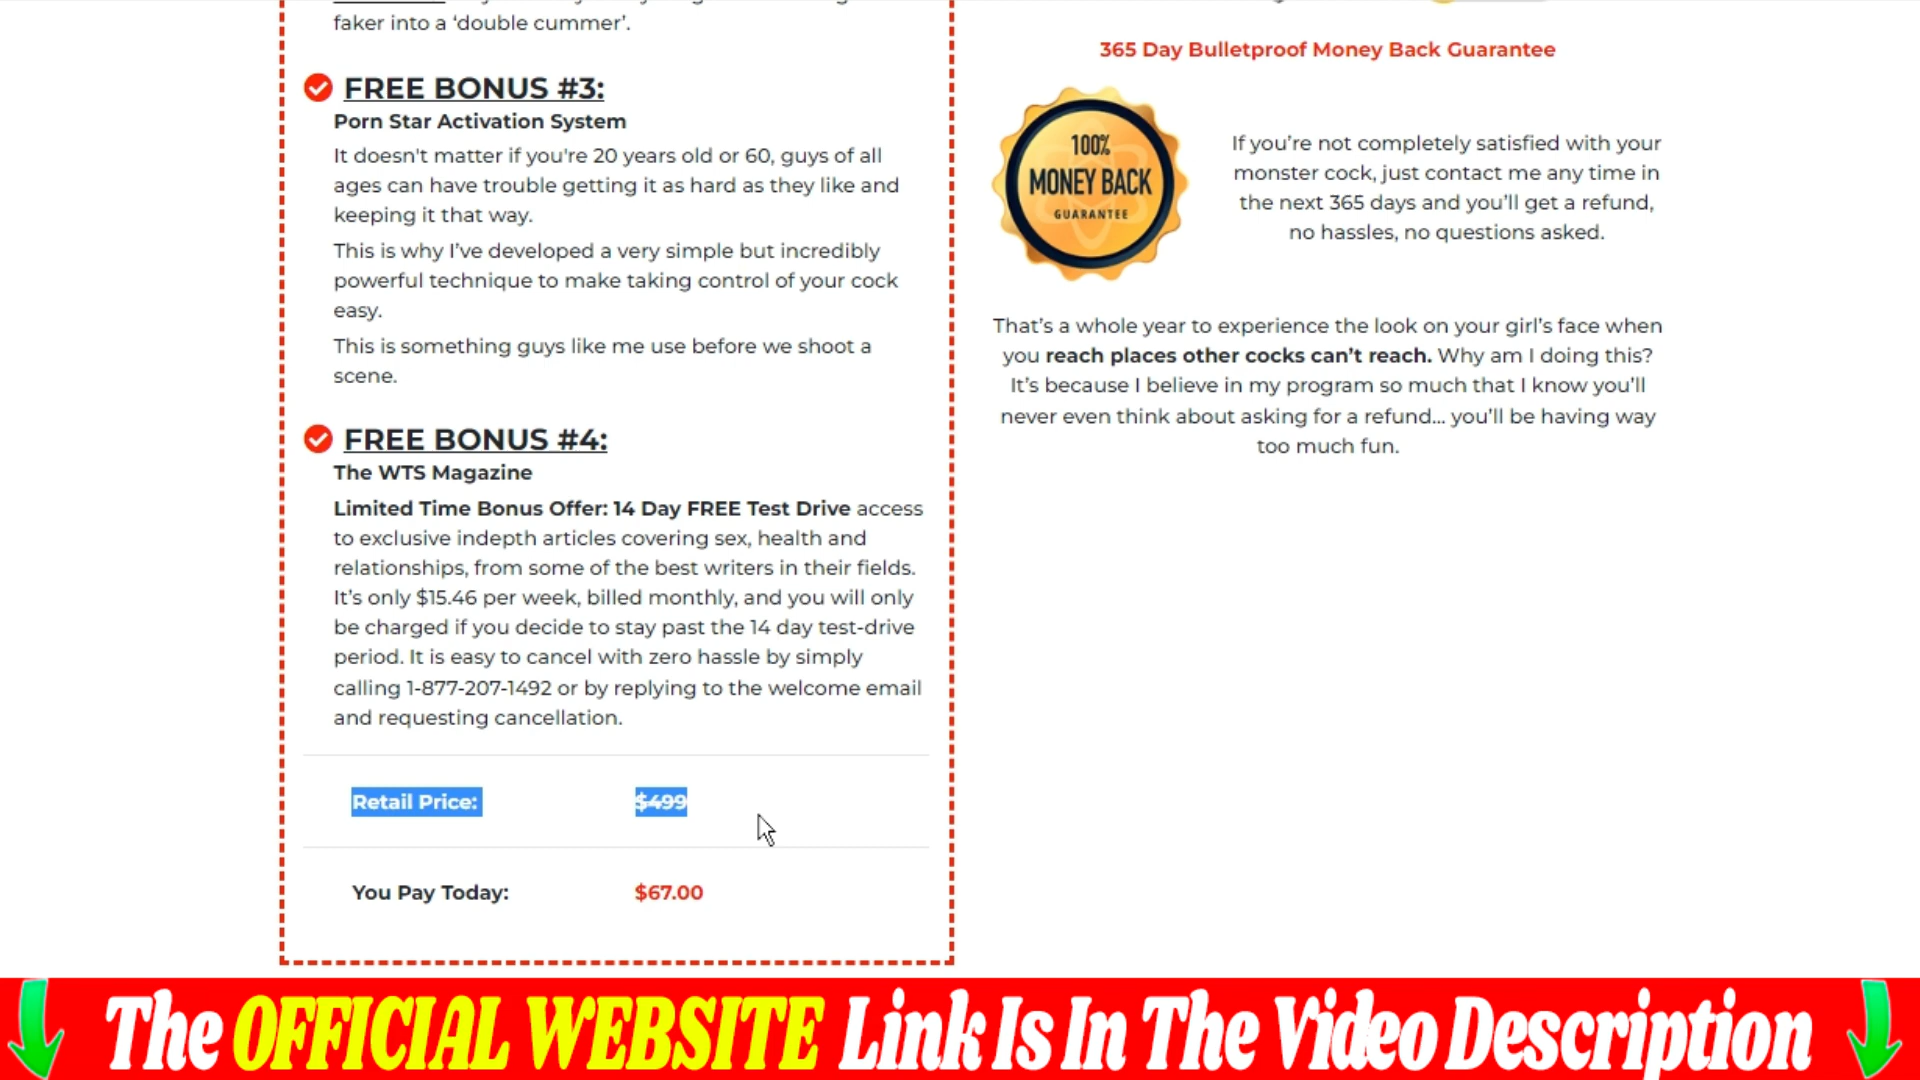 faker into a ‘double cummer’.
FREE BONUS #3:
Porn Star Activation System
It doesn't matter if you're 20 years old or 60, guys of all
ages can have trouble getting it as hard as they like and
keeping it that way.
This is why I’ve developed a very simple but incredibly
powerful technique to make taking control of your cock
easy.
This is something guys like me use before we shoot a
scene.
FREE BONUS #4:
The WTS Magazine
Limited Time Bonus Offer: 14 Day FREE Test Drive access
to exclusive indepth articles covering sex, health and
relationships, from some of the best writers in their fields.
It’s only $15.46 per week, billed monthly, and you will only
be charged if you decide to stay past the 14 day test-drive
period. It is easy to cancel with zero hassle by simply
calling 1-877-207-1492 or by replying to the welcome email
and requesting cancellation.
Retail Price: $499
You Pay Today: $67.00
365 Day Bulletproof Money Back Guarantee
100%
MONEY BACK
GUARANTEE
If you’re not completely satisfied with your
monster cock, just contact me any time in
the next 365 days and you’ll get a refund,
no hassles, no questions asked.
That’s a whole year to experience the look on your girl’s face when
you reach places other cocks can’t reach. Why am I doing this?
It’s because I believe in my program so much that I know you’ll
never even think about asking for a refund... you’ll be having way
too much fun.
The OFFICIAL WEBSITE Link Is In The Video Description